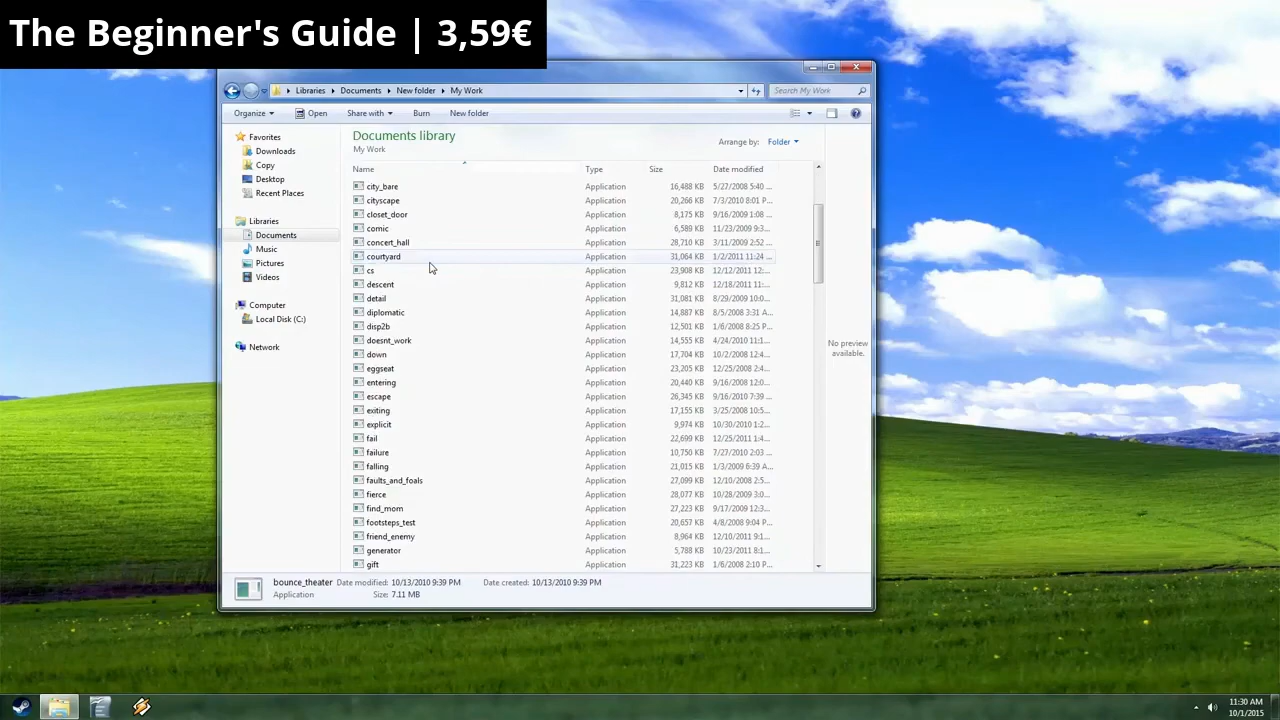 The Beginner's Guide | 3,59€
Libraries Documents New folder My Work Search My Work
Organize Open Share with Burn New folder
Favorites
Downloads
Copy
Desktop
Recent Places
Libraries
Documents
Music
Pictures
Videos
Computer
Local Disk (C:)
Network
Documents library
My Work
Arrange by: Folder
Name Type Size Date modified
city_bare Application 16,488 KB 5/27/2008 5:40 ...
cityscape Application 20,266 KB 7/3/2010 8:01 P...
closet_door Application 8,175 KB 9/16/2009 1:08 ...
comic Application 6,589 KB 11/23/2009 9:3...
concert_hall Application 28,710 KB 3/11/2009 2:52 ...
courtyard Application 31,064 KB 1/2/2011 11:24 ...
cs Application 23,908 KB 12/12/2011 12:...
descent Application 9,812 KB 12/18/2011 11:...
detail Application 31,081 KB 8/29/2009 10:0...
diplomatic Application 14,887 KB 8/5/2008 3:31 A...
disp2b Application 12,501 KB 1/6/2008 8:25 P...
doesnt_work Application 14,555 KB 4/24/2010 11:1...
down Application 17,704 KB 10/2/2008 12:4...
eggseat Application 23,205 KB 12/25/2008 2:4...
entering Application 20,440 KB 9/16/2008 12:0...
escape Application 26,345 KB 9/16/2010 7:39 ...
exiting Application 17,155 KB 3/25/2008 10:5...
explicit Application 9,974 KB 10/30/2010 1:2...
fail Application 22,699 KB 12/25/2011 1:4...
failure Application 10,750 KB 7/27/2010 2:03 ...
falling Application 21,015 KB 1/3/2009 6:39 A...
faults_and_foals Application 27,099 KB 12/10/2008 2:5...
fierce Application 28,077 KB 10/28/2009 3:0...
find_mom Application 27,223 KB 9/17/2009 12:3...
footsteps_test Application 20,657 KB 4/8/2008 9:04 P...
friend_enemy Application 8,964 KB 12/10/2011 9:1...
generator Application 5,788 KB 10/23/2011 8:1...
gift Application 31,223 KB 1/6/2008 2:10 P...
No preview
available.
bounce_theater Date modified: 10/13/2010 9:39 PM Date created: 10/13/2010 9:39 PM
Application Size: 7.11 MB
11:30 AM
10/1/2015